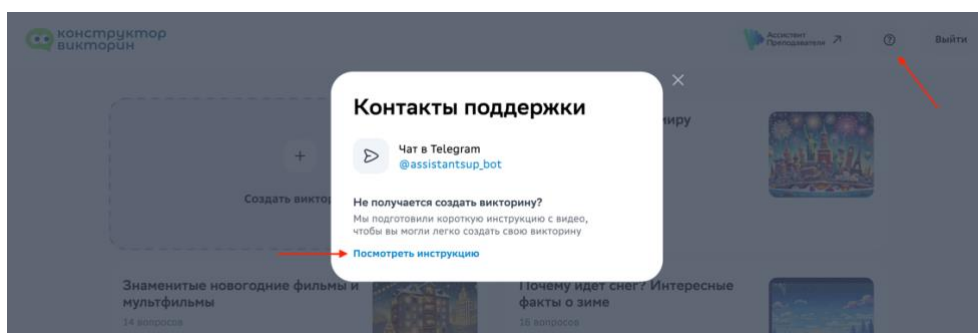 конструктор
викторин
Ассистент
Преподавателя
Выйти
Контакты поддержки
миру
Чат в Telegram
@assistantsup_bot
+
Создать виктор
Не получается создать викторину?
Мы подготовили короткую инструкцию с видео,
чтобы вы могли легко создать свою викторину
Посмотреть инструкцию
Знаменитые новогодние фильмы и
мультфильмы
14 вопросов
Почему идет снег? Интересные
факты о зиме
16 вопросов